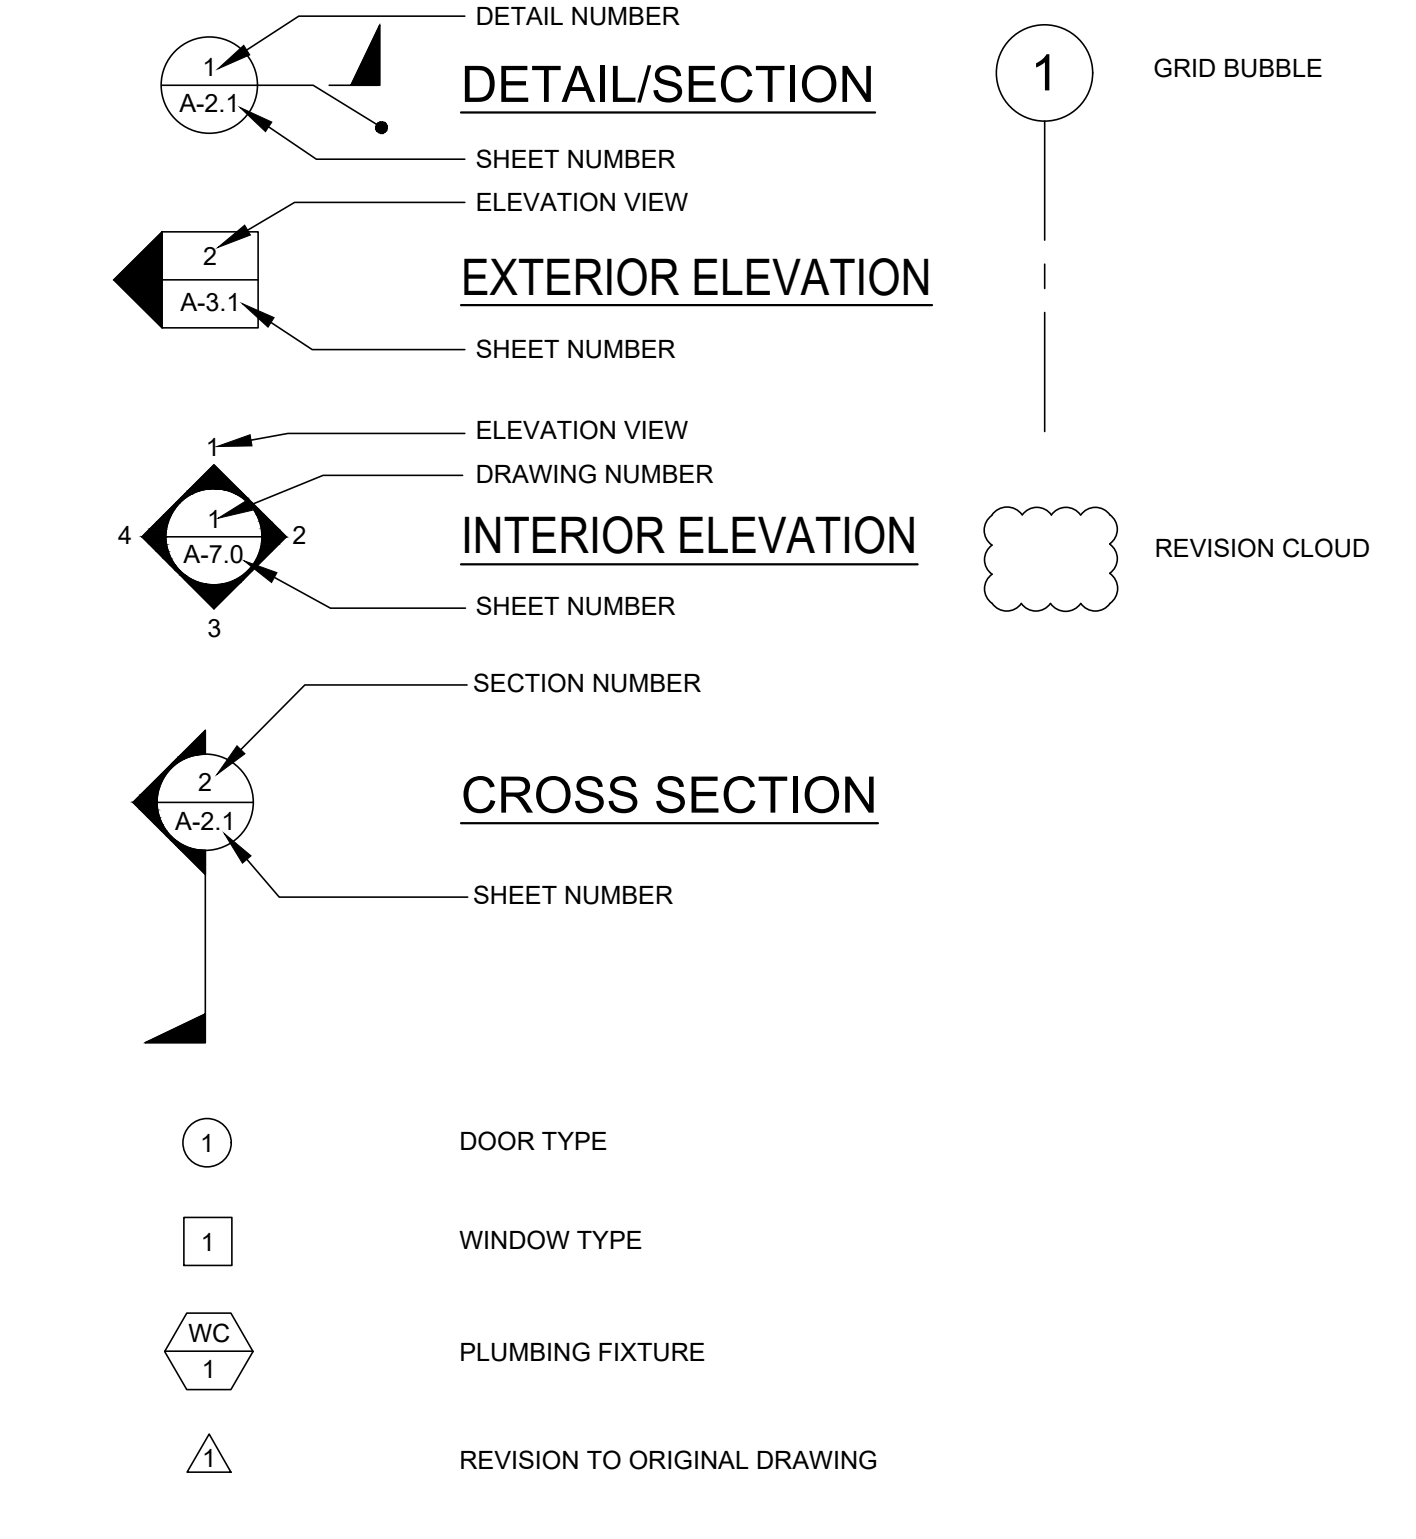 DETAIL NUMBER
1
A-2.1
DETAIL/SECTION
SHEET NUMBER
ELEVATION VIEW
2
A-3.1
EXTERIOR ELEVATION
SHEET NUMBER
1
ELEVATION VIEW
DRAWING NUMBER
1
4
2
A-7.0
INTERIOR ELEVATION
SHEET NUMBER
3
SECTION NUMBER
2
A-2.1
CROSS SECTION
SHEET NUMBER
1
DOOR TYPE
1
WINDOW TYPE
WC
1
PLUMBING FIXTURE
1
REVISION TO ORIGINAL DRAWING
1
GRID BUBBLE
REVISION CLOUD